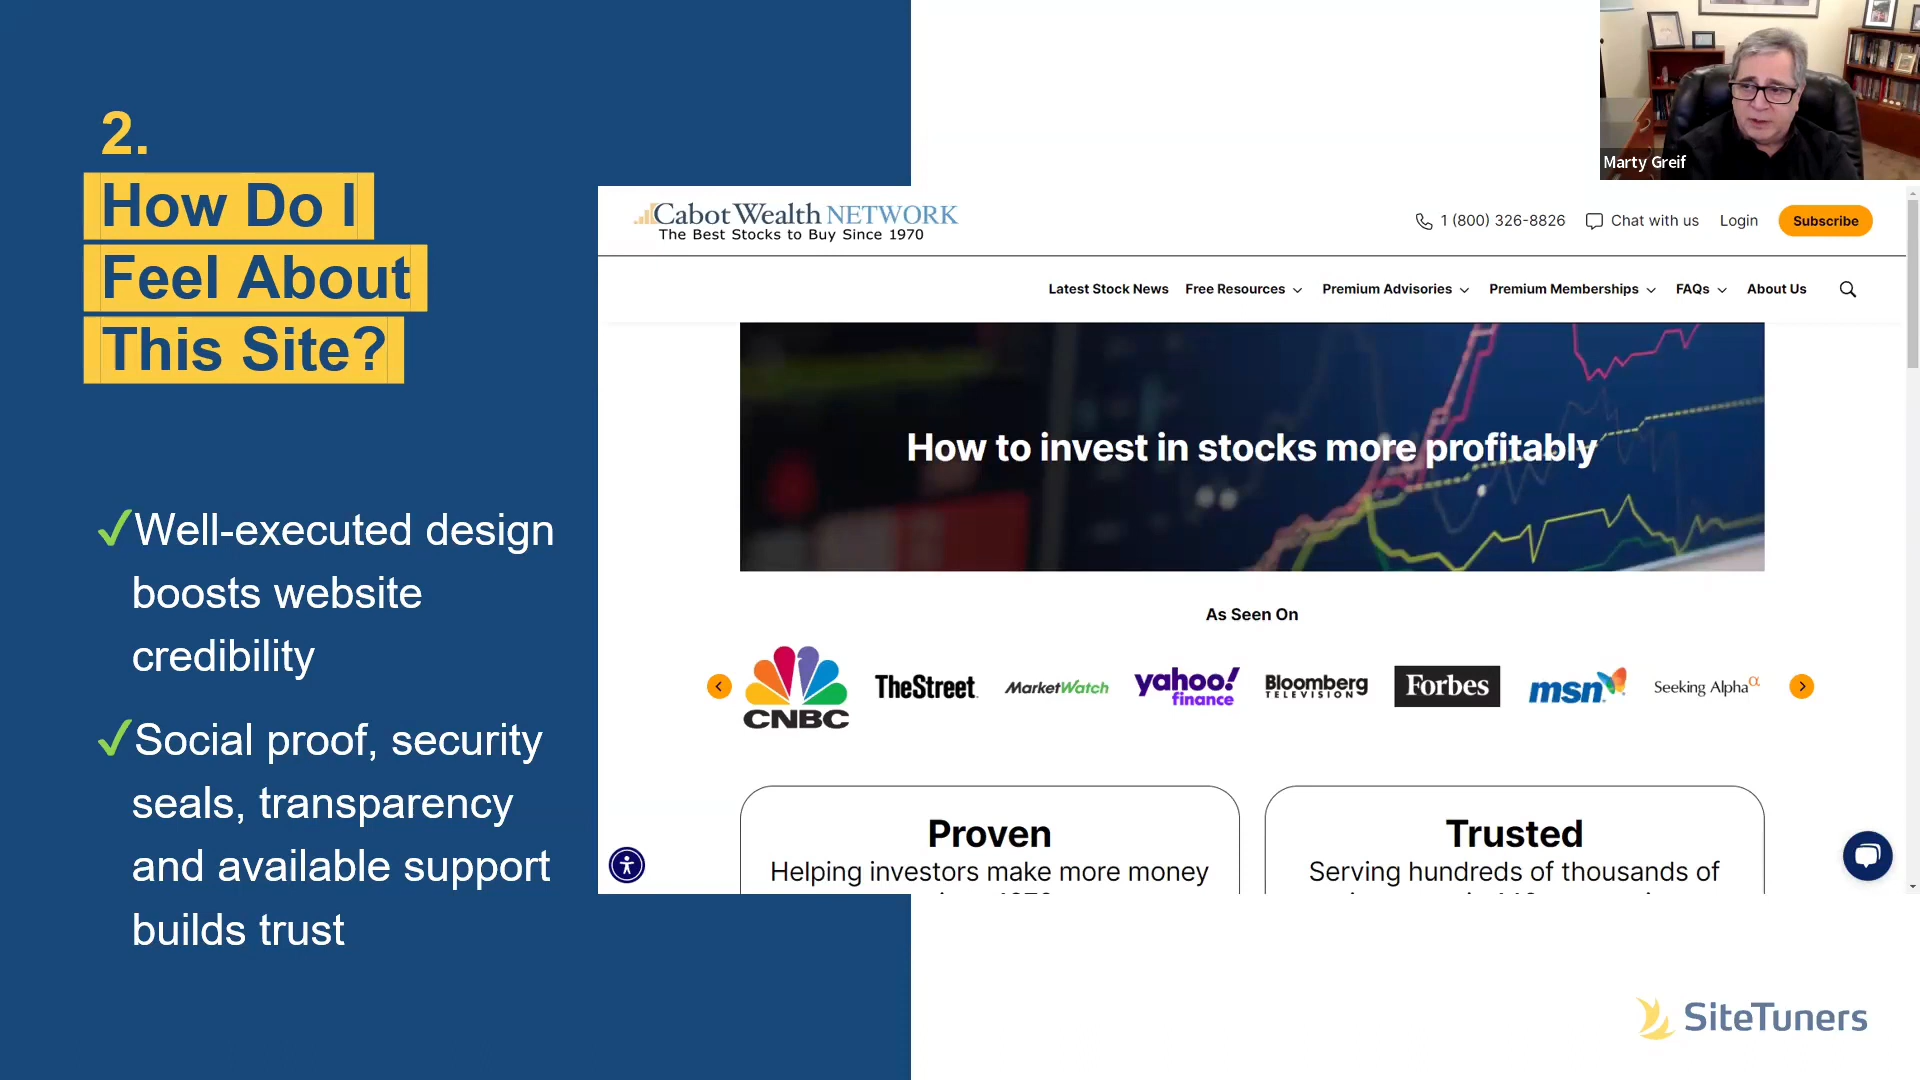 2.
How Do I
Feel About
This Site?
Well-executed design
boosts website
credibility
Social proof, security
seals, transparency
and available support
builds trust
Marty Greif
Cabot Wealth NETWORK
The Best Stocks to Buy Since 1970
1 (800) 326-8826 Chat with us Login Subscribe
Latest Stock News Free Resources Premium Advisories Premium Memberships FAQs About Us
How to invest in stocks more profitably
As Seen On
CNBC TheStreet MarketWatch yahoo! finance Bloomberg TELEVISION Forbes msn Seeking Alpha α
Proven
Helping investors make more money
Trusted
Serving hundreds of thousands of
SiteTuners